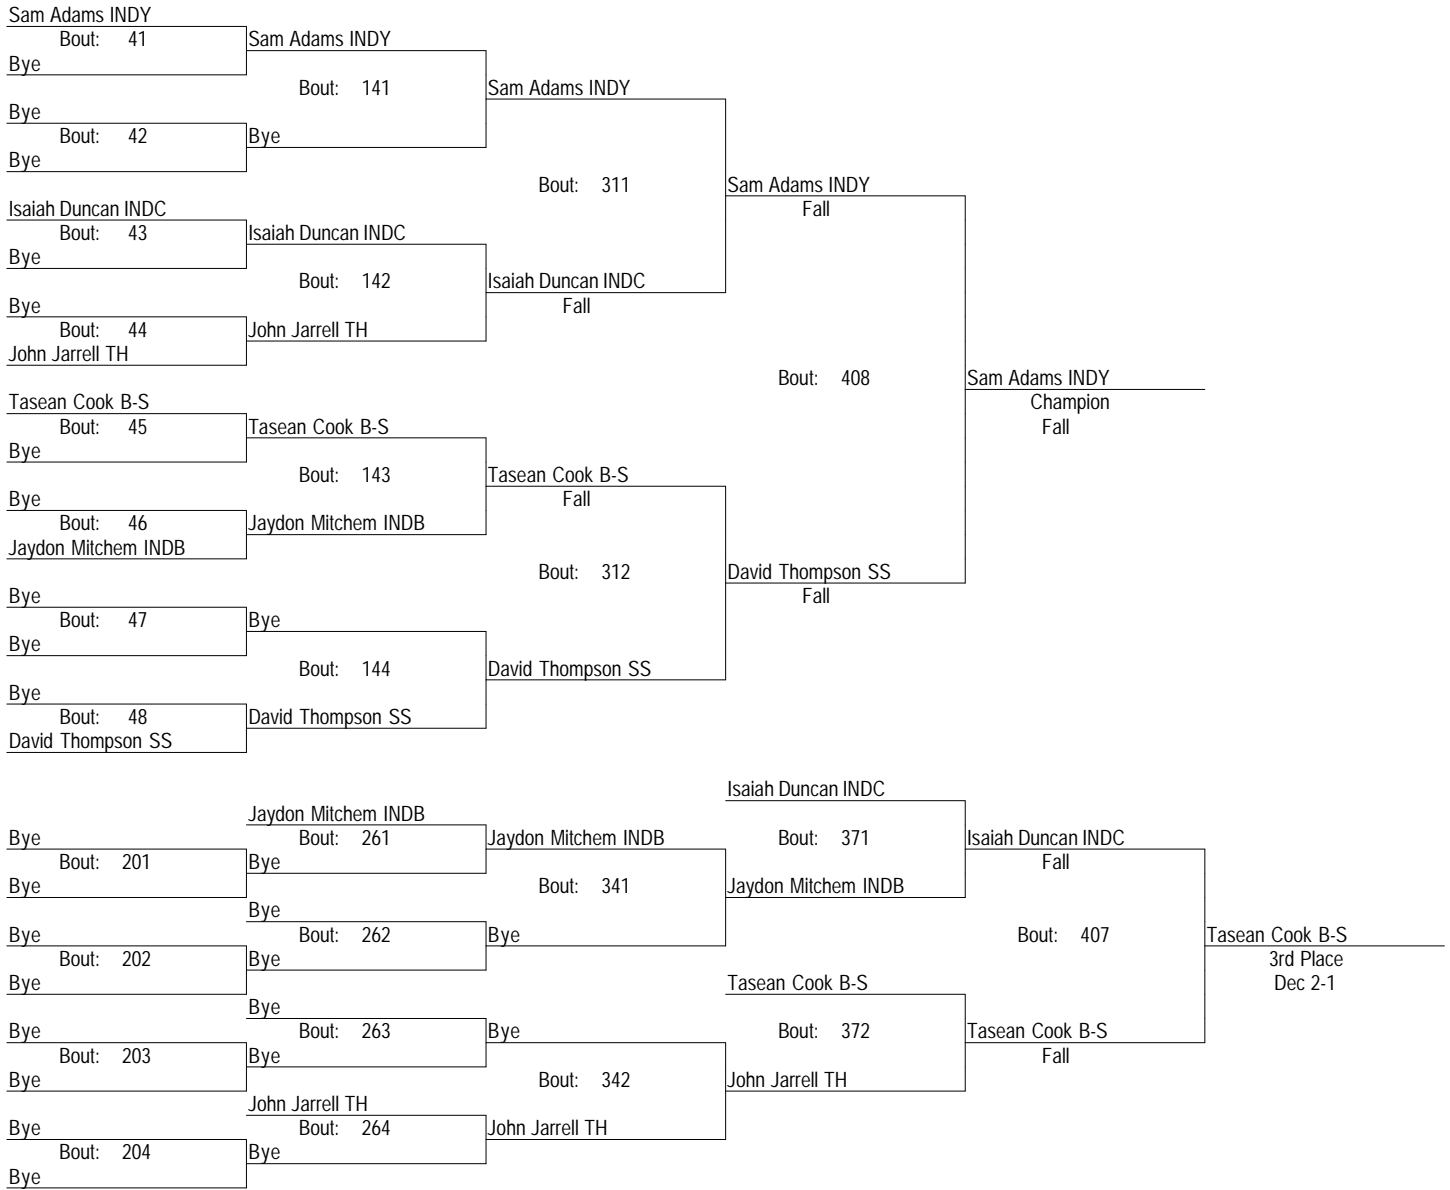 Sam Adams INDY
Bout: 41 Sam Adams INDY
Bye
Bout: 141 Sam Adams INDY
Bye
Bout: 42 Bye
Bye
Bout: 311 Sam Adams INDY
Isaiah Duncan INDC Fall
Bout: 43 Isaiah Duncan INDC
Bye
Bout: 142 Isaiah Duncan INDC
Bye Fall
Bout: 44 John Jarrell TH
John Jarrell TH
Bout: 408 Sam Adams INDY
Tasean Cook B-S Champion
Bout: 45 Tasean Cook B-S Fall
Bye
Bout: 143 Tasean Cook B-S
Bye Fall
Bout: 46 Jaydon Mitchem INDB
Jaydon Mitchem INDB
Bout: 312 David Thompson SS
Bye Fall
Bout: 47 Bye
Bye
Bout: 144 David Thompson SS
Bye
Bout: 48 David Thompson SS
David Thompson SS
Isaiah Duncan INDC
Jaydon Mitchem INDB
Bye Bout: 261 Jaydon Mitchem INDB Bout: 371 Isaiah Duncan INDC
Bout: 201 Bye Fall
Bye Bout: 341 Jaydon Mitchem INDB
Bye
Bye Bout: 262 Bye Bout: 407 Tasean Cook B-S
Bout: 202 Bye 3rd Place
Bye Tasean Cook B-S Dec 2-1
Bye
Bye Bout: 263 Bye Bout: 372 Tasean Cook B-S
Bout: 203 Bye Fall
Bye Bout: 342 John Jarrell TH
John Jarrell TH
Bye Bout: 264 John Jarrell TH
Bout: 204 Bye
Bye